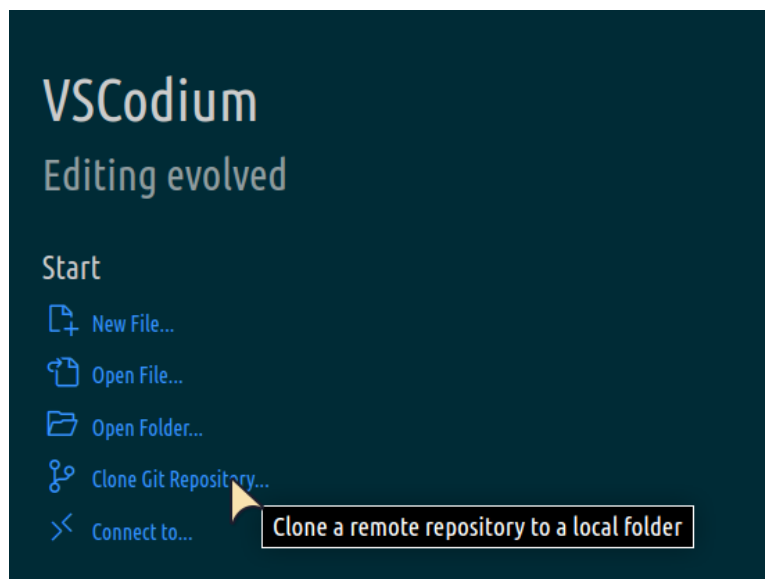 VSCodium
Editing evolved
Start
New File...
Open File...
Open Folder...
Clone Git Repository...
Connect to...
Clone a remote repository to a local folder